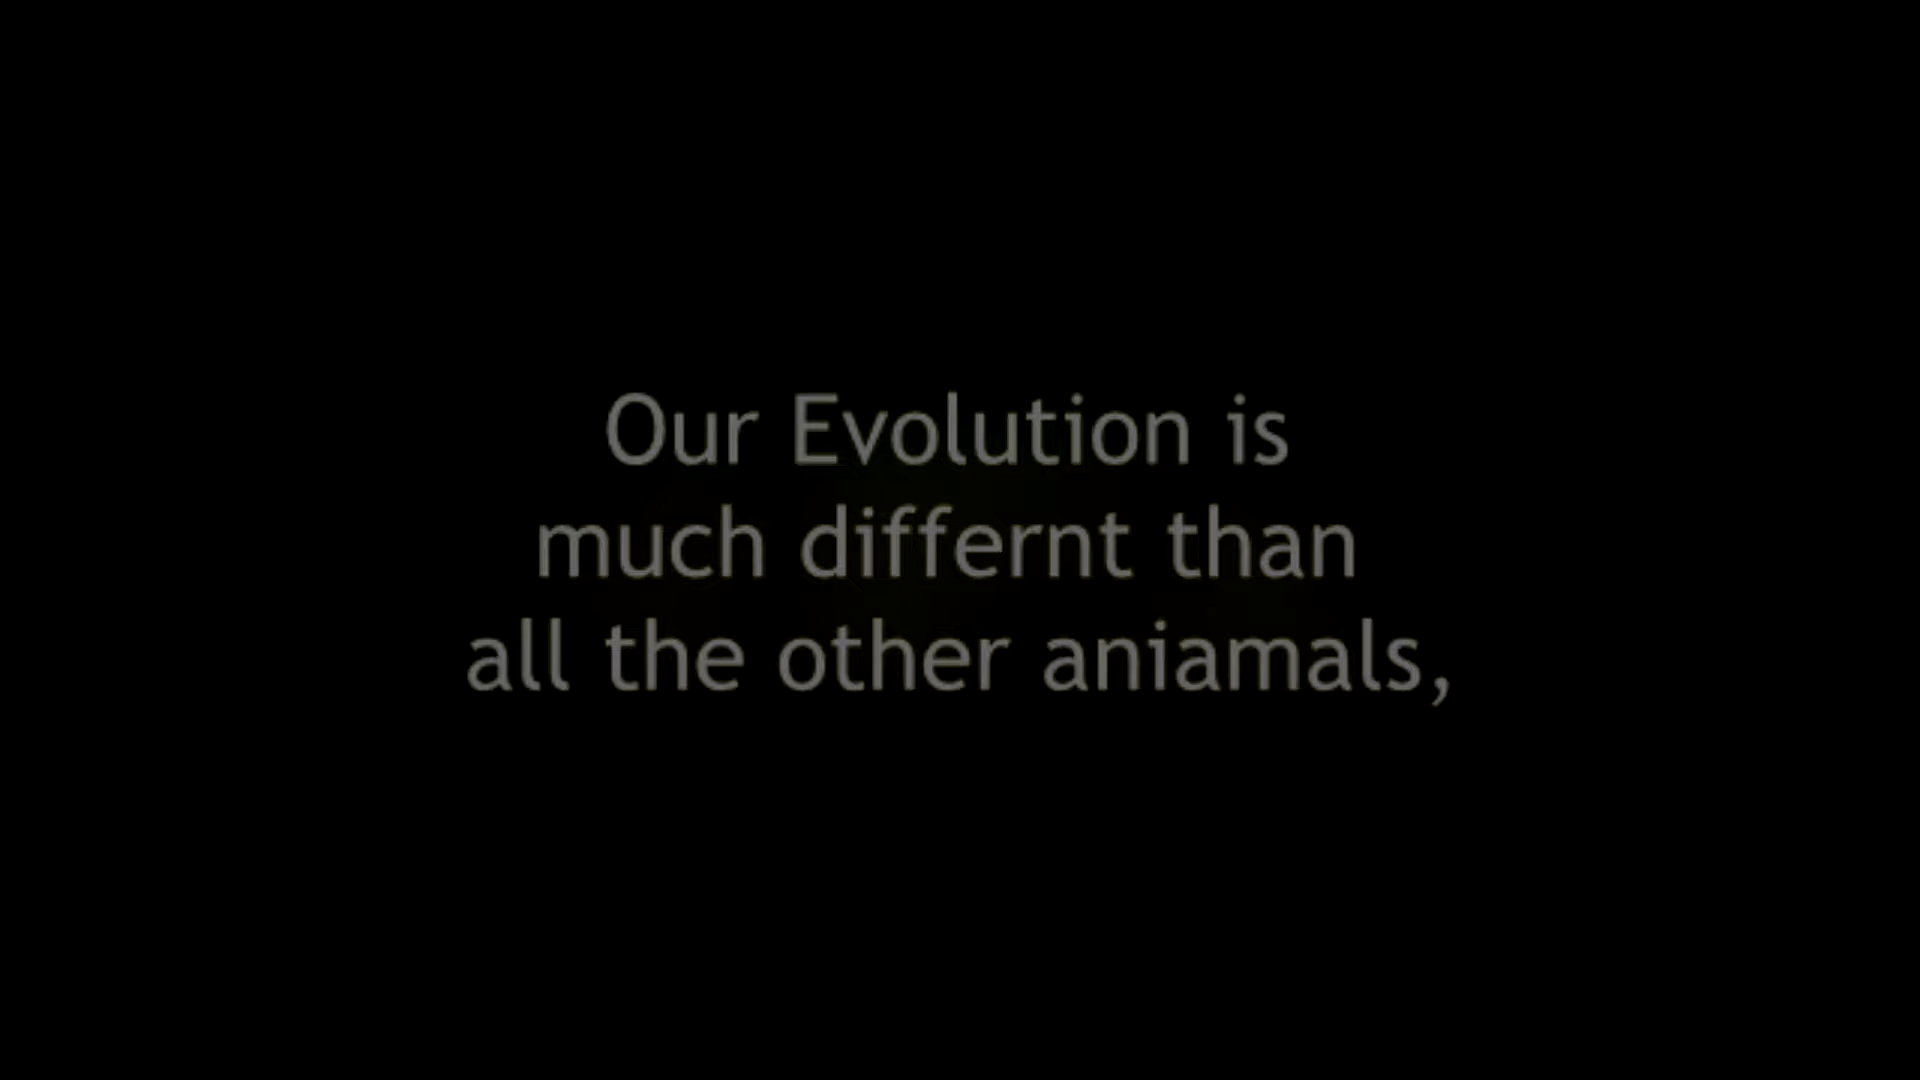 Our Evolution is
much differnt than
all the other aniamals,